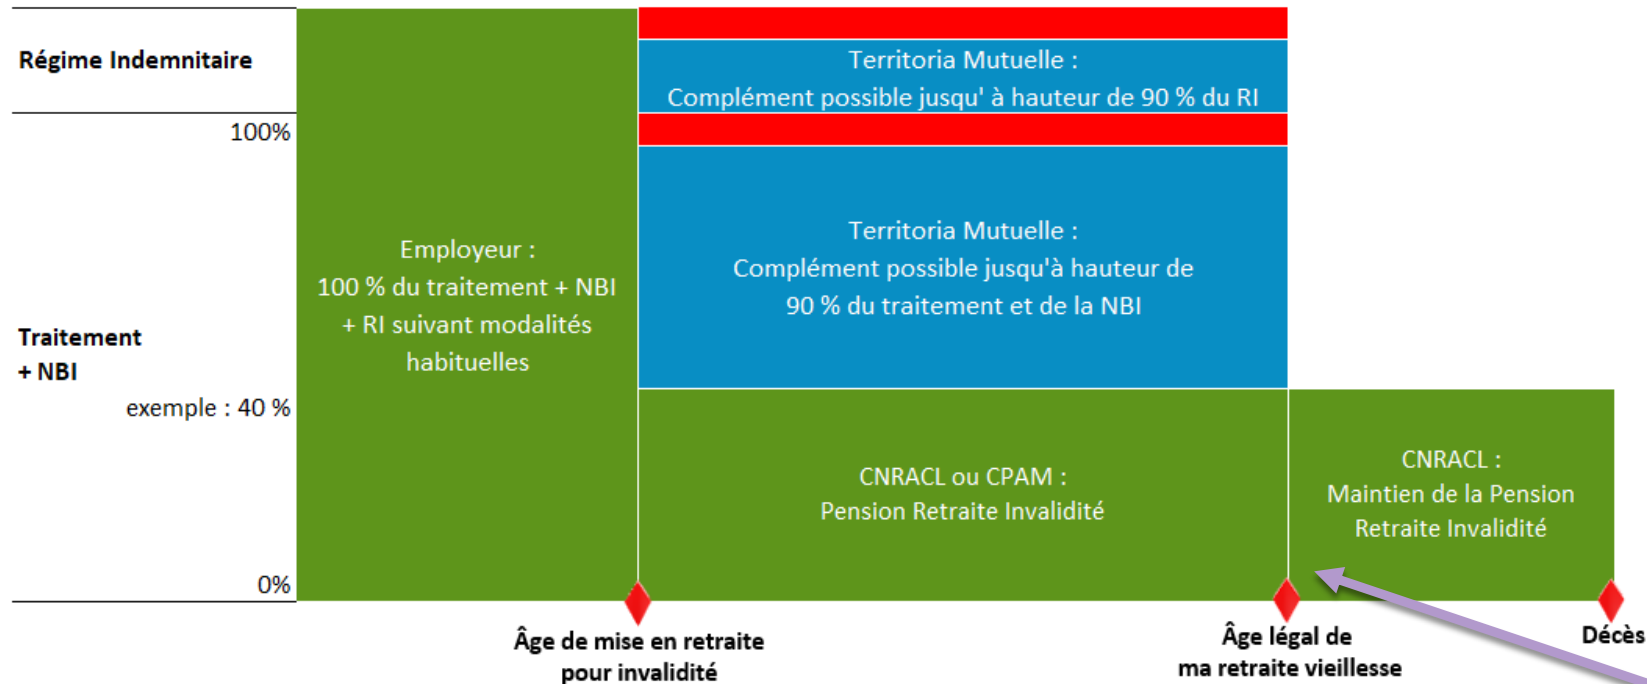 Régime Indemnitaire
100%
Traitement
+ NBI
exemple : 40 %
0%
Employeur :
100 % du traitement + NBI
+ RI suivant modalités
habituelles
Territoria Mutuelle :
Complément possible jusqu' à hauteur de 90 % du RI
Territoria Mutuelle :
Complément possible jusqu'à hauteur de
90 % du traitement et de la NBI
CNRACL ou CPAM :
Pension Retraite Invalidité
CNRACL :
Maintien de la Pension
Retraite Invalidité
Âge de mise en retraite
pour invalidité
Âge légal de
ma retraite vieillesse
Décès